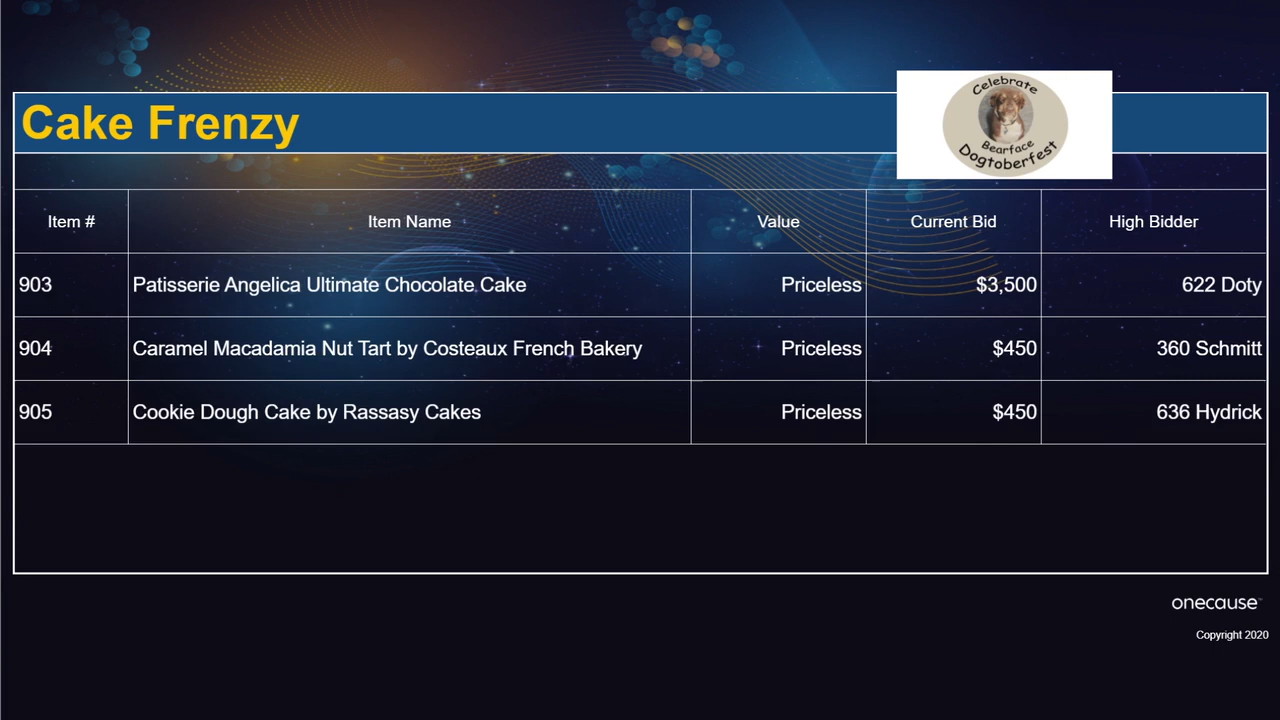 Celebrate
Bearface
Dogtoberfest
Cake Frenzy
Item # Item Name Value Current Bid High Bidder
903 Patisserie Angelica Ultimate Chocolate Cake Priceless $3,500 622 Doty
904 Caramel Macadamia Nut Tart by Costeaux French Bakery Priceless $450 360 Schmitt
905 Cookie Dough Cake by Rassasy Cakes Priceless $450 636 Hydrick
onecause™
Copyright 2020